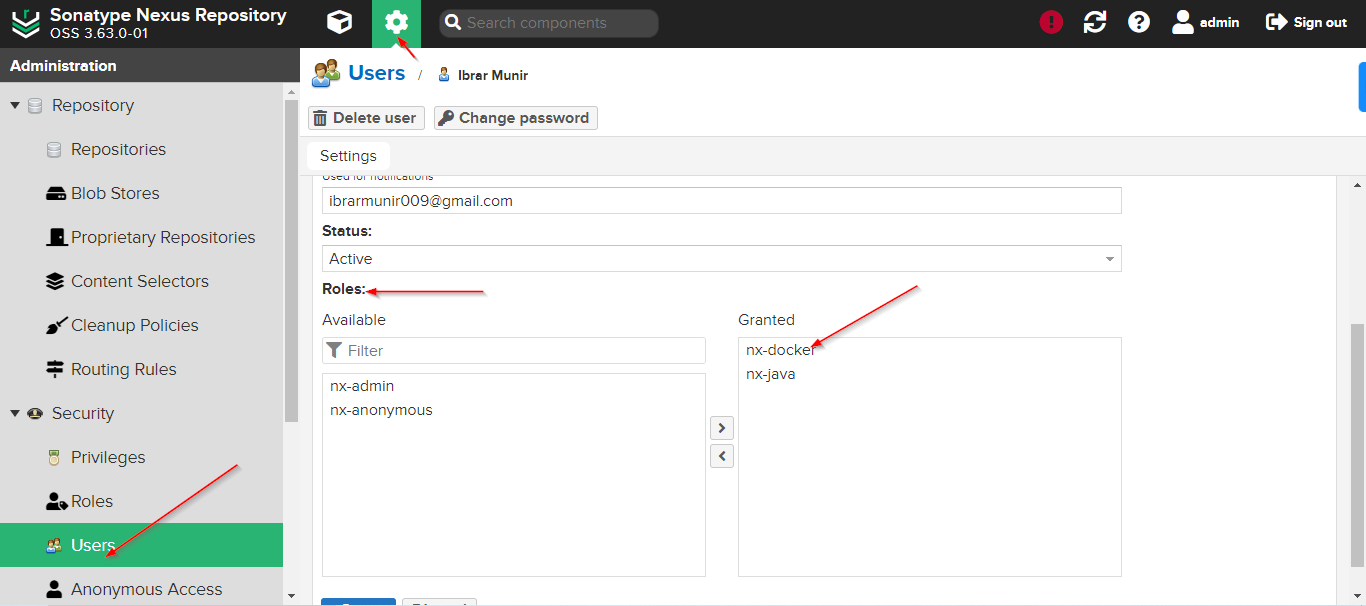 Sonatype Nexus Repository
OSS 3.63.0-01
Search components
admin
Sign out
Administration
Repository
Repositories
Blob Stores
Proprietary Repositories
Content Selectors
Cleanup Policies
Routing Rules
Security
Privileges
Roles
Users
Anonymous Access
Users / Ibrar Munir
Delete user
Change password
Settings
Used for notifications
ibrarmunir009@gmail.com
Status:
Active
Roles:
Available
Filter
nx-admin
nx-anonymous
Granted
nx-docker
nx-java